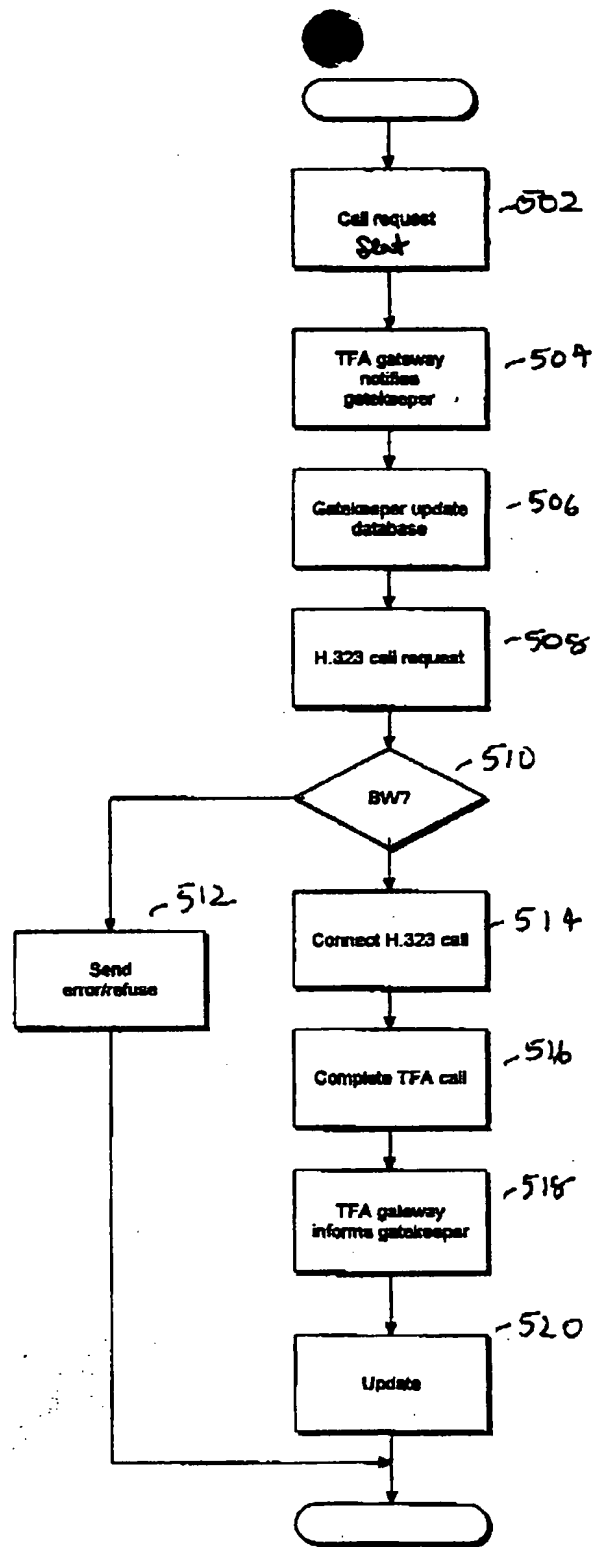 Call request
Sent
502
TFA gateway
notifies
gatekeeper
504
Gatekeeper update
database
506
H.323 call request
508
BW?
510
Send
error/refuse
512
Connect H.323 call
514
Complete TFA call
516
TFA gateway
informs gatekeeper
518
Update
520